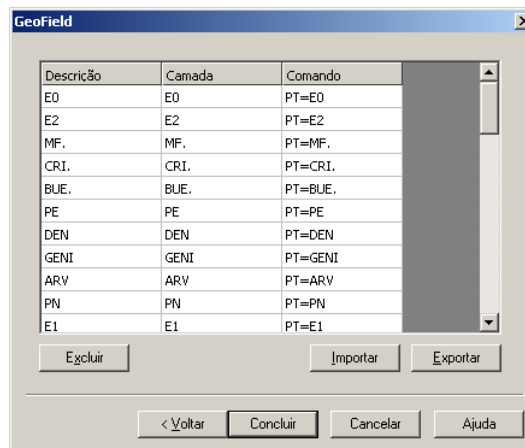 GeoField
Descrição Camada Comando
E0 E0 PT=E0
E2 E2 PT=E2
MF. MF. PT=MF.
CRI. CRI. PT=CRI.
BUE. BUE. PT=BUE.
PE PE PT=PE
DEN DEN PT=DEN
GENI GENI PT=GENI
ARV ARV PT=ARV
PN PN PT=PN
E1 E1 PT=E1
Excluir Importar Exportar
< Voltar Concluir Cancelar Ajuda